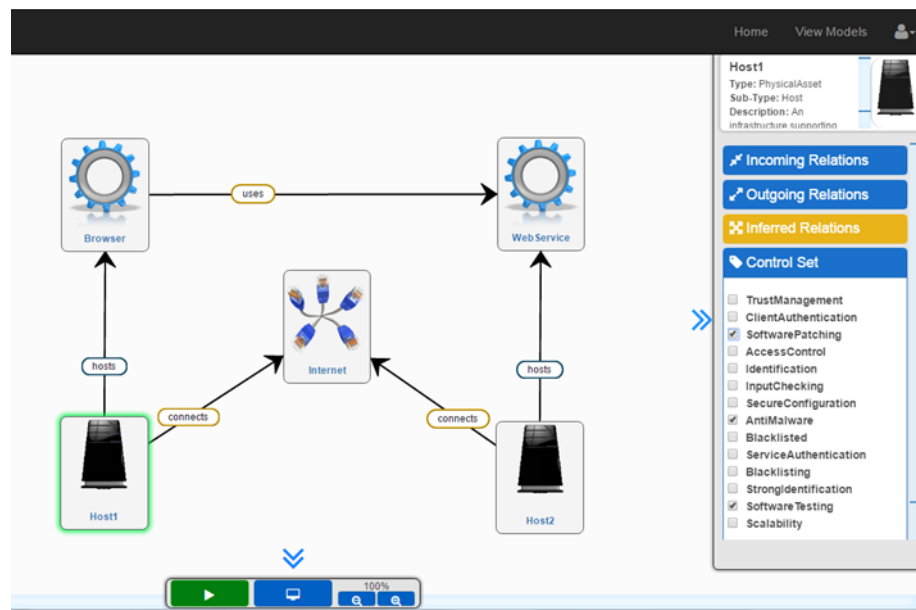 Home View Models
Host1
Type: PhysicalAsset
Sub-Type: Host
Description: An
infrastructure supporting
Incoming Relations
Outgoing Relations
Inferred Relations
Control Set
TrustManagement
ClientAuthentication
SoftwarePatching
AccessControl
Identification
InputChecking
SecureConfiguration
AntiMalware
Blacklisted
ServiceAuthentication
Blacklisting
StrongIdentification
SoftwareTesting
Scalability
uses
Browser
WebService
Internet
hosts
hosts
connects
connects
Host1
Host2
100%